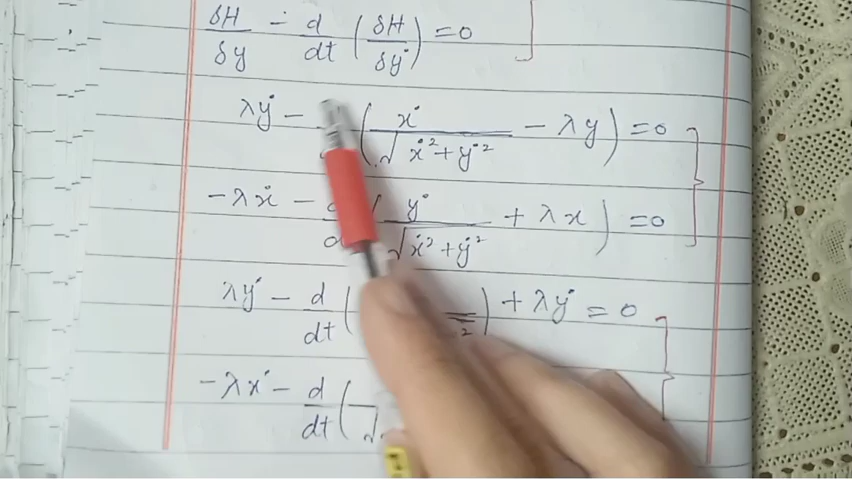 δH/δy - d/dt (δH/δẏ) = 0
λẏ - (ẋ/√ẋ²+ẏ² - λy) = 0
-λẋ - (ẏ/√ẋ²+ẏ² + λx) = 0
λẏ - d/dt ( ²) + λẏ = 0
-λẋ - d/dt ( √